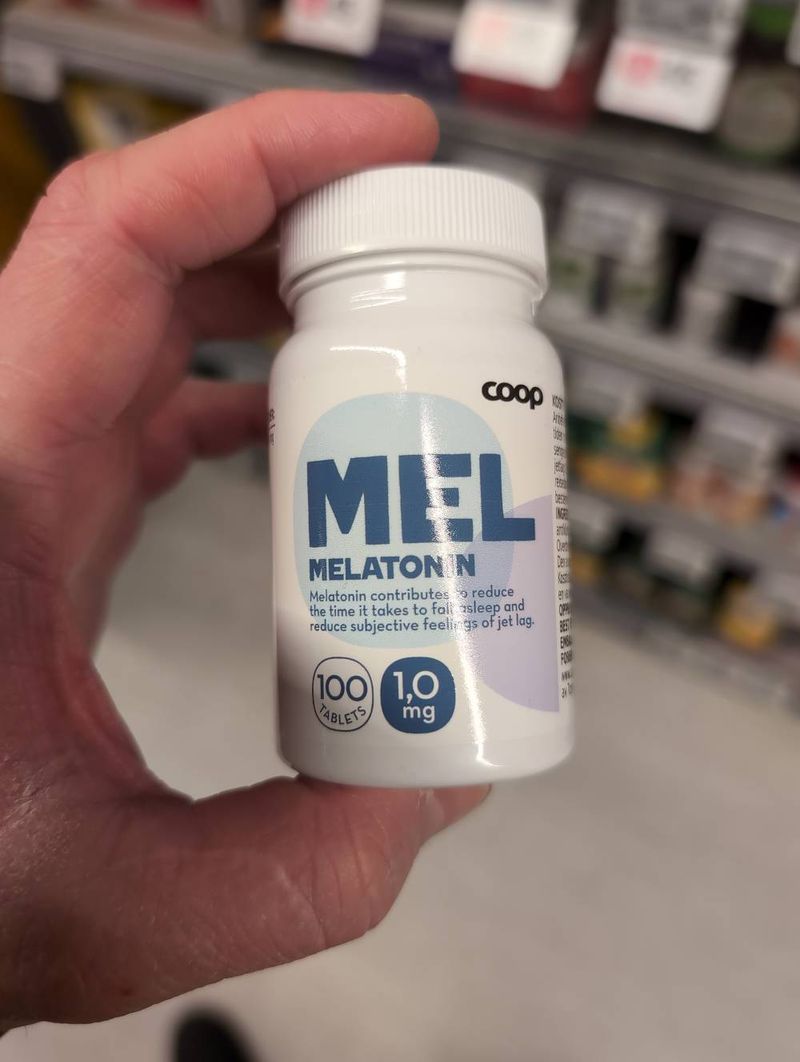 coop
MEL
MELATONIN
Melatonin contributes to reduce
the time it takes to fall asleep and
reduce subjective feelings of jet lag.
100
TABLETS
1,0
mg